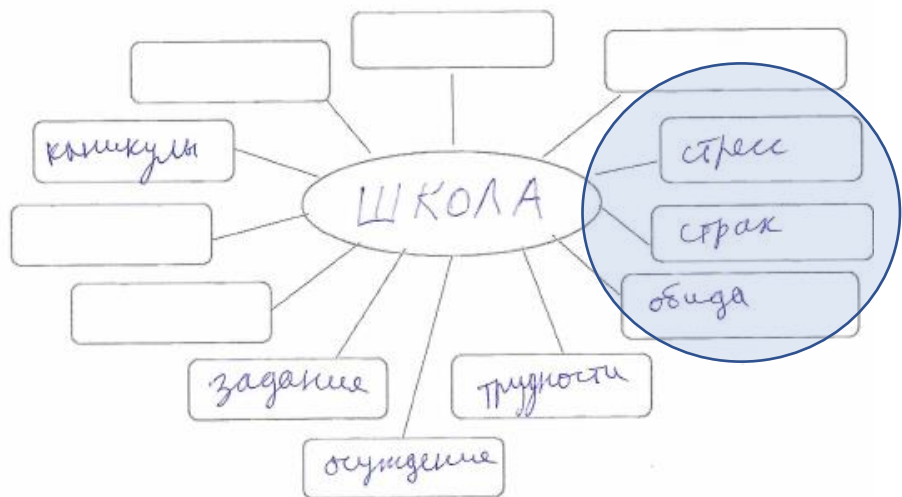 каникулы
стресс
ШКОЛА
страх
обида
задание
трудности
осуждение